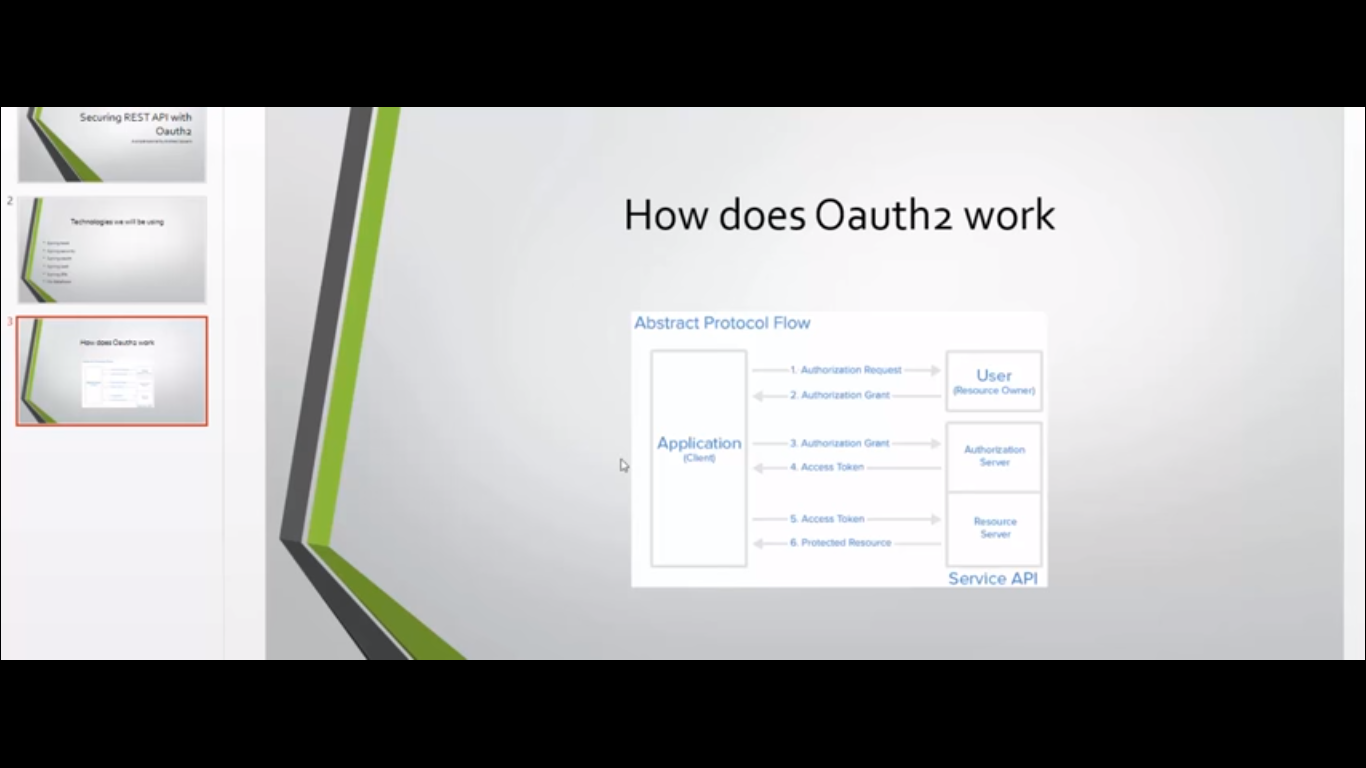 Securing REST API with
Oauth2
2
Technologies we will be using
3
How does Oauth2 work
How does Oauth2 work
Abstract Protocol Flow
1. Authorization Request
User
(Resource Owner)
2. Authorization Grant
Application
(Client)
3. Authorization Grant
4. Access Token
Authorization
Server
5. Access Token
6. Protected Resource
Resource
Server
Service API